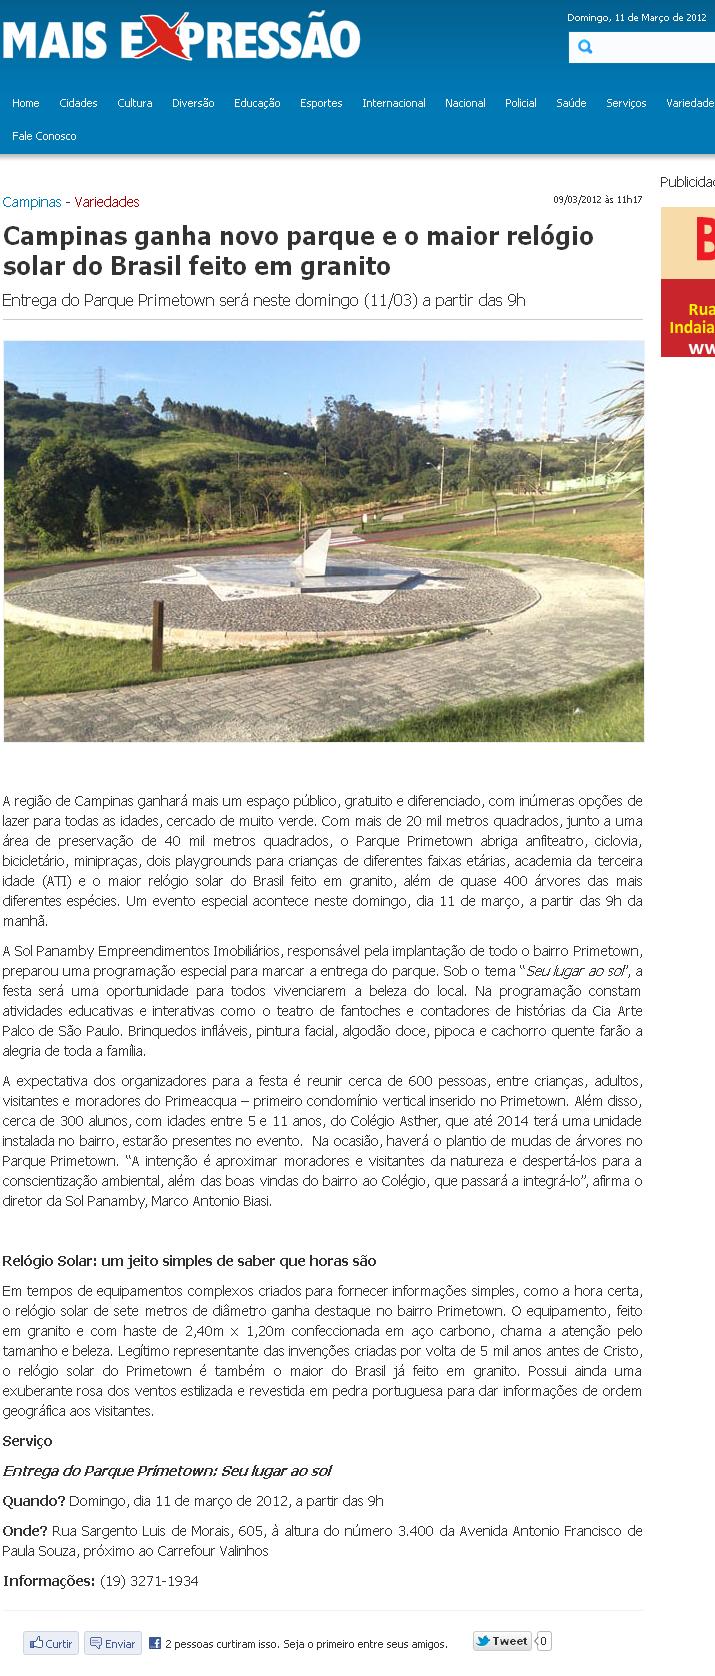 MAIS EXPRESSÃO
Domingo, 11 de Março de 2012
Home Cidades Cultura Diversão Educação Esportes Internacional Nacional Policial Saúde Serviços Variedade
Fale Conosco
Publicidad
Campinas - Variedades
09/03/2012 às 11h17
Campinas ganha novo parque e o maior relógio
solar do Brasil feito em granito
Entrega do Parque Primetown será neste domingo (11/03) a partir das 9h
B
Rua
Indaia
ww
A região de Campinas ganhará mais um espaço público, gratuito e diferenciado, com inúmeras opções de
lazer para todas as idades, cercado de muito verde. Com mais de 20 mil metros quadrados, junto a uma
área de preservação de 40 mil metros quadrados, o Parque Primetown abriga anfiteatro, ciclovia,
bicicletário, minipraças, dois playgrounds para crianças de diferentes faixas etárias, academia da terceira
idade (ATI) e o maior relógio solar do Brasil feito em granito, além de quase 400 árvores das mais
diferentes espécies. Um evento especial acontece neste domingo, dia 11 de março, a partir das 9h da
manhã.
A Sol Panamby Empreendimentos Imobiliários, responsável pela implantação de todo o bairro Primetown,
preparou uma programação especial para marcar a entrega do parque. Sob o tema “Seu lugar ao sol”, a
festa será uma oportunidade para todos vivenciarem a beleza do local. Na programação constam
atividades educativas e interativas como o teatro de fantoches e contadores de histórias da Cia Arte
Palco de São Paulo. Brinquedos infláveis, pintura facial, algodão doce, pipoca e cachorro quente farão a
alegria de toda a família.
A expectativa dos organizadores para a festa é reunir cerca de 600 pessoas, entre crianças, adultos,
visitantes e moradores do Primeacqua – primeiro condomínio vertical inserido no Primetown. Além disso,
cerca de 300 alunos, com idades entre 5 e 11 anos, do Colégio Asther, que até 2014 terá uma unidade
instalada no bairro, estarão presentes no evento. Na ocasião, haverá o plantio de mudas de árvores no
Parque Primetown. “A intenção é aproximar moradores e visitantes da natureza e despertá-los para a
conscientização ambiental, além das boas vindas do bairro ao Colégio, que passará a integrá-lo”, afirma o
diretor da Sol Panamby, Marco Antonio Biasi.
Relógio Solar: um jeito simples de saber que horas são
Em tempos de equipamentos complexos criados para fornecer informações simples, como a hora certa,
o relógio solar de sete metros de diâmetro ganha destaque no bairro Primetown. O equipamento, feito
em granito e com haste de 2,40m x 1,20m confeccionada em aço carbono, chama a atenção pelo
tamanho e beleza. Legítimo representante das invenções criadas por volta de 5 mil anos antes de Cristo,
o relógio solar do Primetown é também o maior do Brasil já feito em granito. Possui ainda uma
exuberante rosa dos ventos estilizada e revestida em pedra portuguesa para dar informações de ordem
geográfica aos visitantes.
Serviço
Entrega do Parque Primetown: Seu lugar ao sol
Quando? Domingo, dia 11 de março de 2012, a partir das 9h
Onde? Rua Sargento Luis de Morais, 605, à altura do número 3.400 da Avenida Antonio Francisco de
Paula Souza, próximo ao Carrefour Valinhos
Informações: (19) 3271-1934
Curtir Enviar 2 pessoas curtiram isso. Seja o primeiro entre seus amigos. Tweet 0